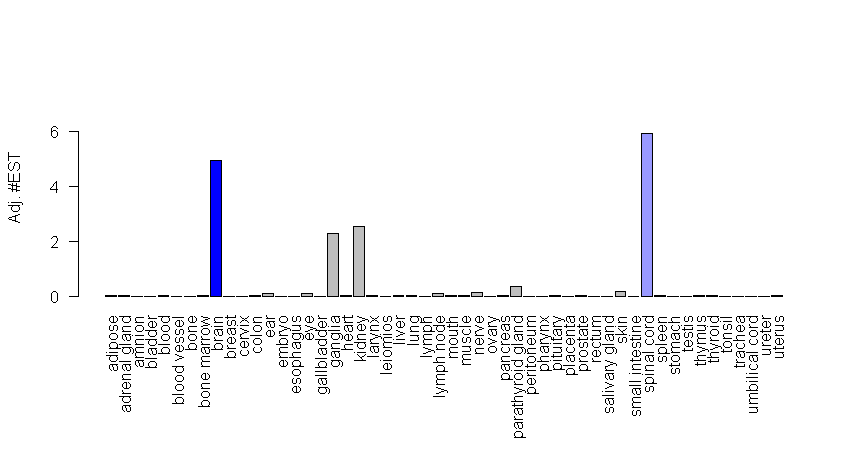 Adj. #EST
6
4
2
0
adipose
adrenal gland
amnion
bladder
blood
blood vessel
bone
bone marrow
brain
breast
cervix
colon
ear
embryo
esophagus
eye
gallbladder
ganglia
heart
kidney
larynx
leiomios
liver
lung
lymph
lymph node
mouth
muscle
nerve
ovary
pancreas
parathyroid gland
peritoneum
pharynx
pituitary
placenta
prostate
rectum
salivary gland
skin
small intestine
spinal cord
spleen
stomach
testis
thymus
thyroid
tonsil
trachea
umbilical cord
ureter
uterus